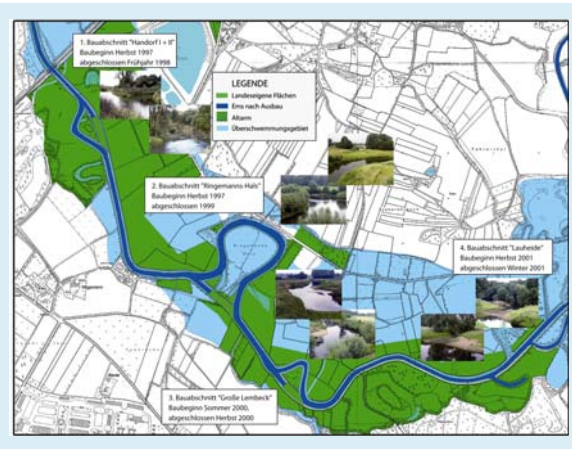 1. Bauabschnitt "Handorf I + II"
Baubeginn Herbst 1997
abgeschlossen Frühjahr 1998
LEGENDE
Landeseigene Flächen
Ems nach Ausbau
Altarm
Überschwemmungsgebiet
2. Bauabschnitt "Ringemanns Hals"
Baubeginn Herbst 1997
abgeschlossen 1999
4. Bauabschnitt "Lauheide"
Baubeginn Herbst 2001
abgeschlossen Winter 2001
3. Bauabschnitt "Große Lembeck"
Baubeginn Sommer 2000,
abgeschlossen Herbst 2000